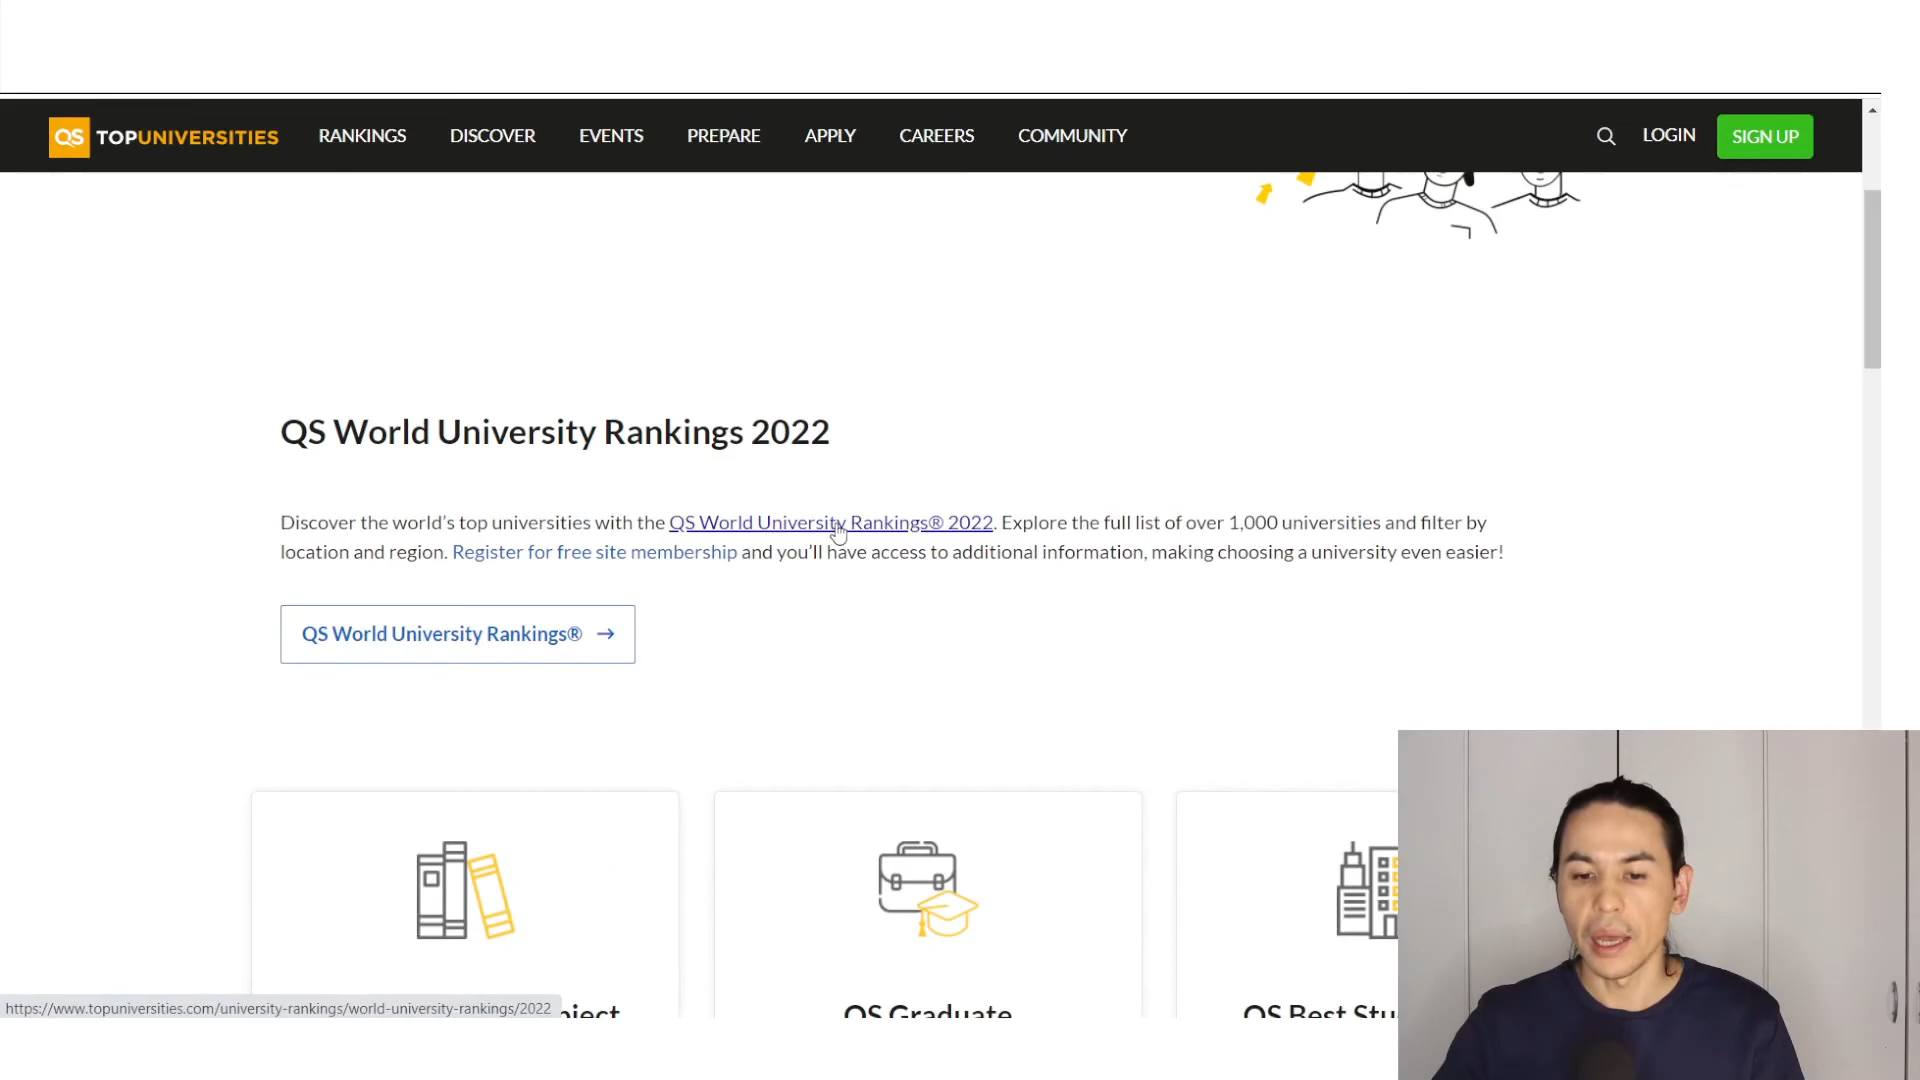 QS TOPUNIVERSITIES RANKINGS DISCOVER EVENTS PREPARE APPLY CAREERS COMMUNITY LOGIN SIGN UP
QS World University Rankings 2022
Discover the world's top universities with the QS World University Rankings® 2022. Explore the full list of over 1,000 universities and filter by
location and region. Register for free site membership and you'll have access to additional information, making choosing a university even easier!
QS World University Rankings® →
QS Graduate
QS Best
https://www.topuniversities.com/university-rankings/world-university-rankings/2022